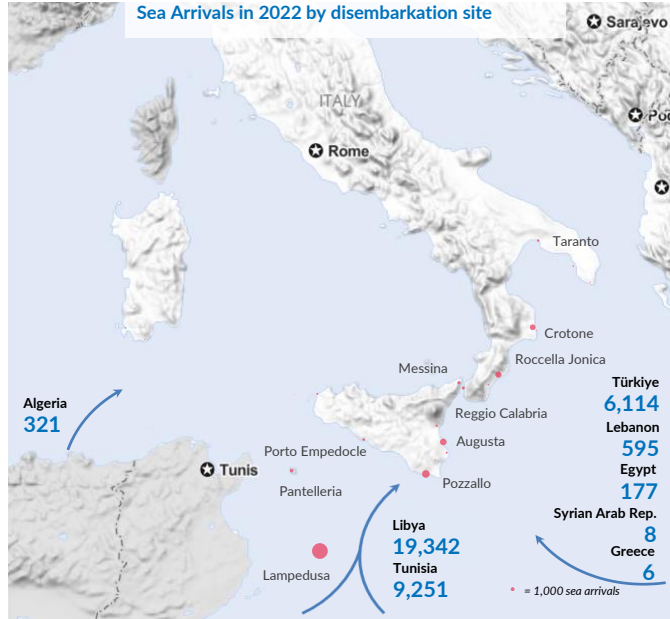 Sea Arrivals in 2022 by disembarkation site
Sarajevo
ITALY
Rome
Taranto
Crotone
Roccella Jonica
Messina
Türkiye
6,114
Algeria
321
Reggio Calabria
Lebanon
595
Augusta
Porto Empedocle
Tunis
Egypt
177
Pantelleria
Pozzallo
Syrian Arab Rep.
8
Libya
19,342
Greece
6
Tunisia
9,251
Lampedusa
= 1,000 sea arrivals